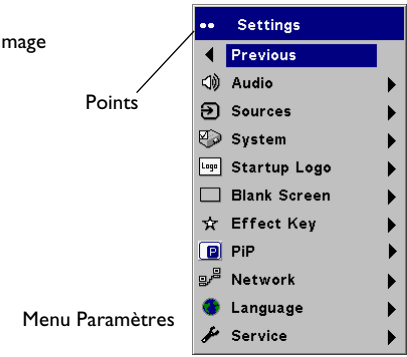 Settings
mage
Previous
Audio
Points
Sources
System
Logo Startup Logo
Blank Screen
Effect Key
P PiP
Network
Language
Menu Paramètres
Service